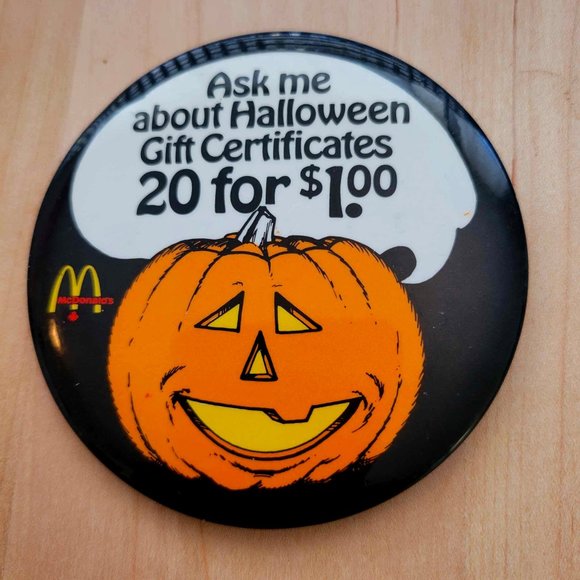 Ask me
about Halloween
Gift Certificates
20 for $1.00
McDonald's